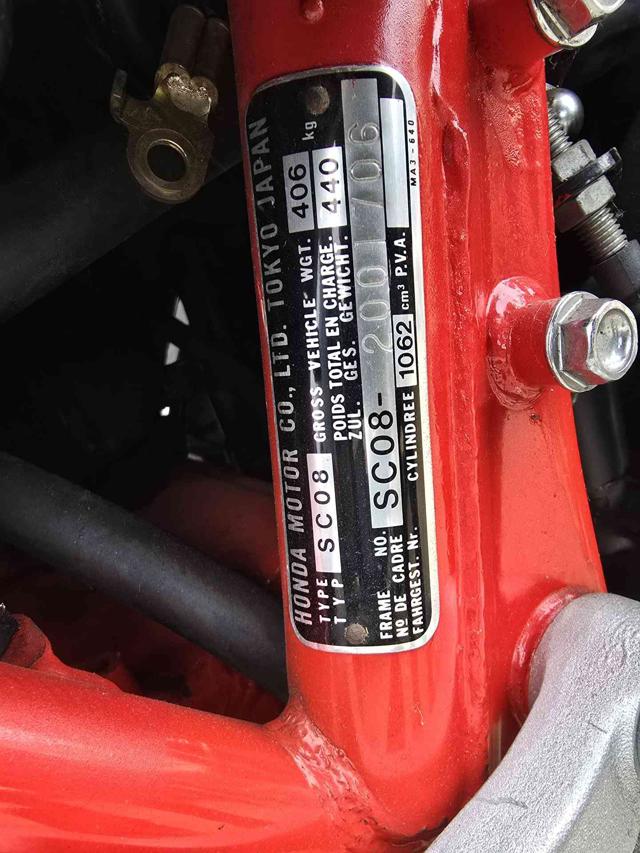 HONDA MOTOR CO., LTD. TOKYO JAPAN
TYPE
TYP
SC08
GROSS VEHICLE WGT. 406 kg
POIDS TOTAL EN CHARGE.
ZUL. GES. GEWICHT. 440
FRAME NO.
Nº DE CADRE
FAHRGEST. Nr.
SC08- 2001706
CYLINDREE 1062 cm³ P.V.A.
MA3-640